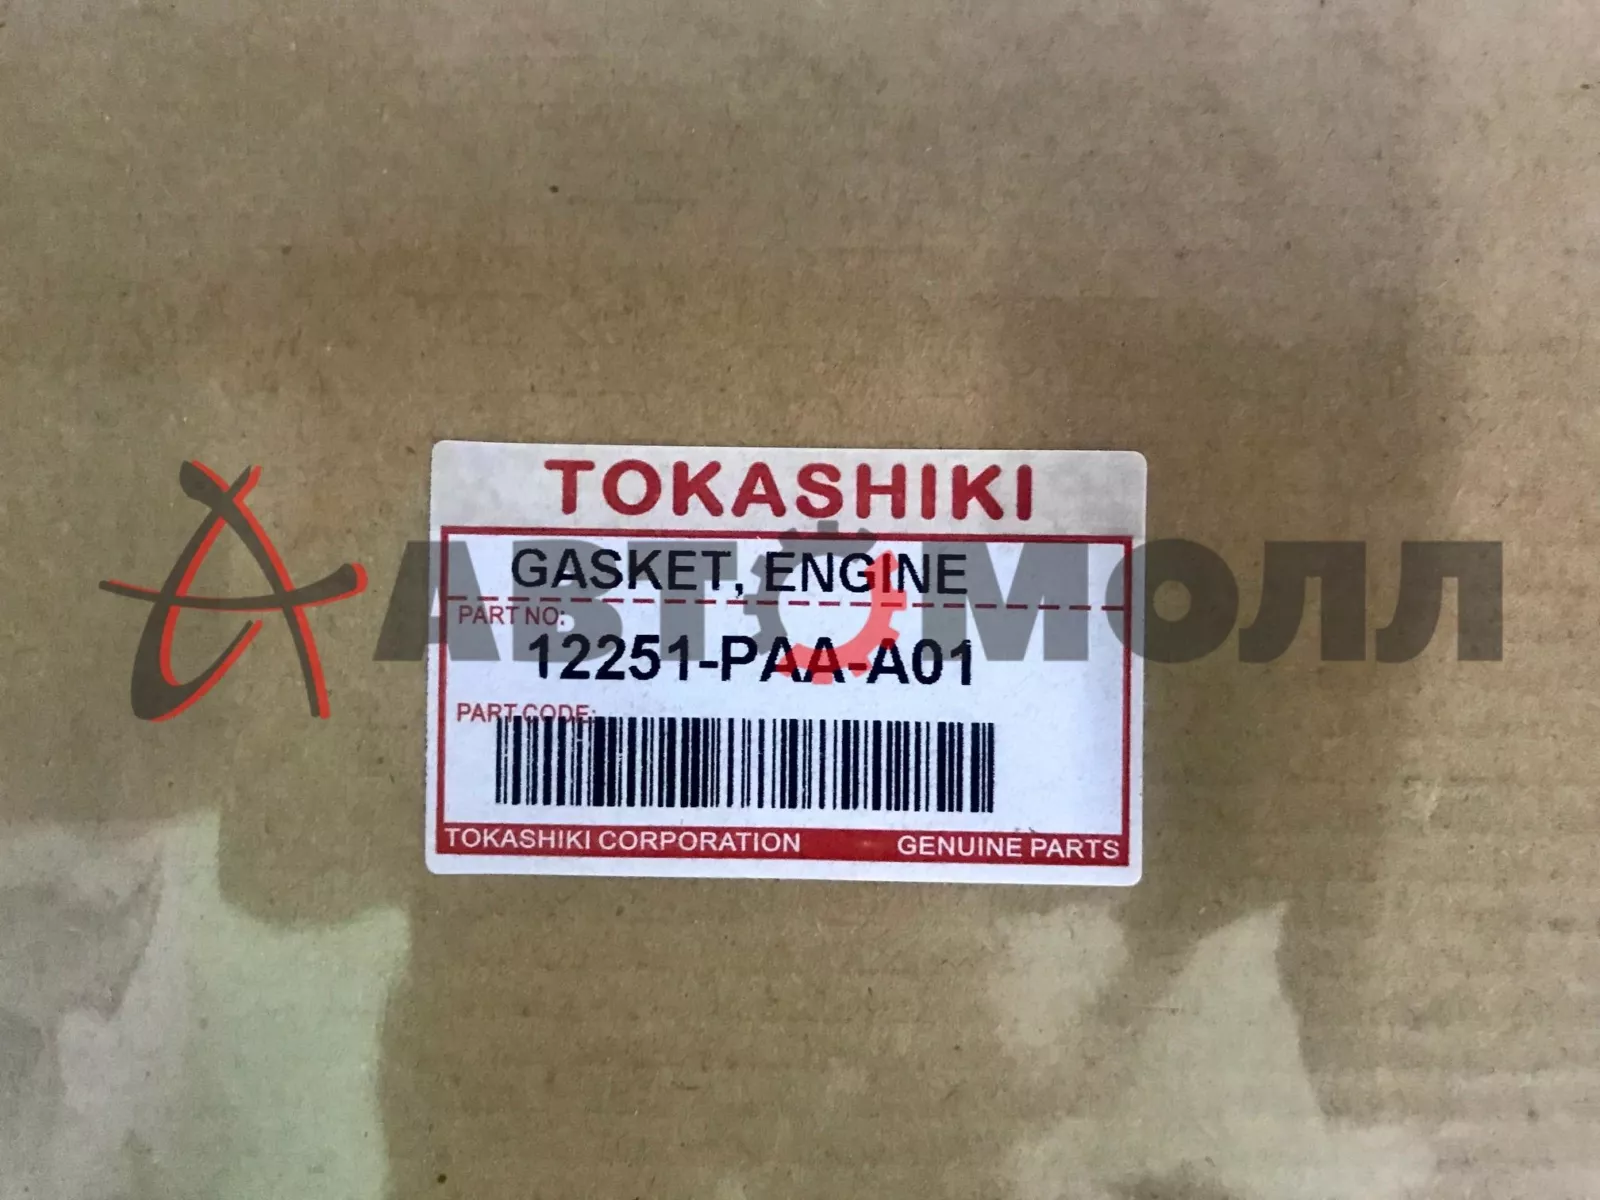 TOKASHIKI
GASKET, ENGINE
PART NO:
12251-PAA-A01
PART CODE:
TOKASHIKI CORPORATION GENUINE PARTS
АВТОМОЛЛ